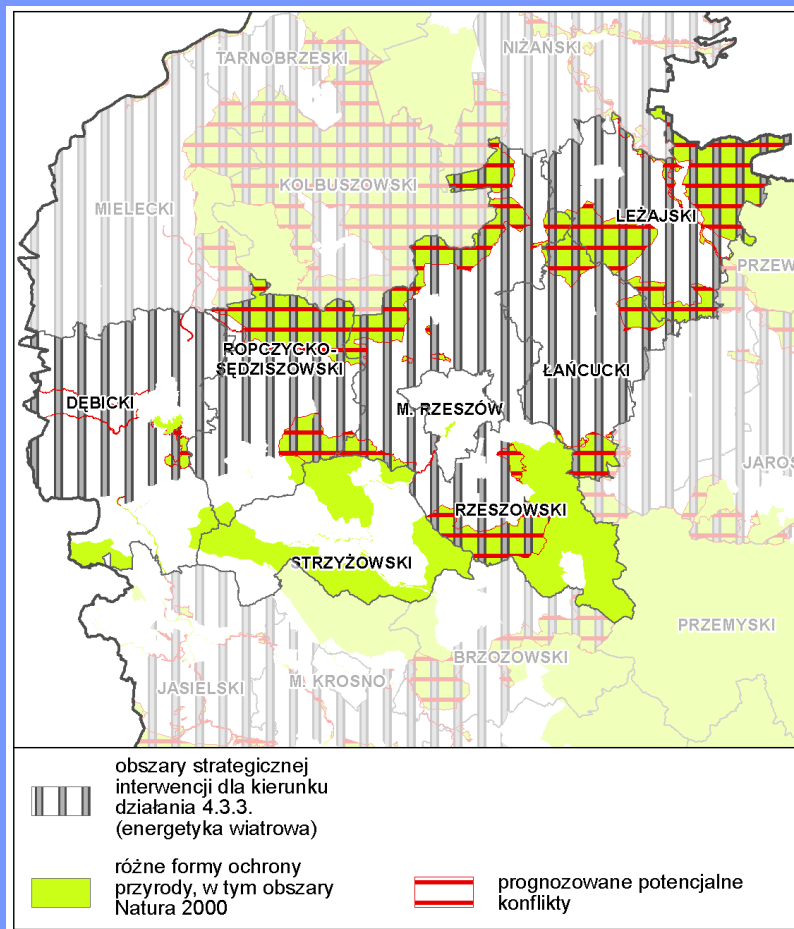 TARNOBRZESKI
NIŻAŃSKI
KOLBUSZOWSKI
MIELECKI
LEŻAJSKI
PRZEW
ROPCZYCKO-
SĘDZISZOWSKI
ŁAŃCUCKI
DĘBICKI
M. RZESZÓW
JAROS
RZESZOWSKI
STRZYŻOWSKI
PRZEMYSKI
BRZOZOWSKI
M. KROSNO
JASIELSKI
obszary strategicznej
interwencji dla kierunku
działania 4.3.3.
(energetyka wiatrowa)
różne formy ochrony
przyrody, w tym obszary
Natura 2000
prognozowane potencjalne
konflikty